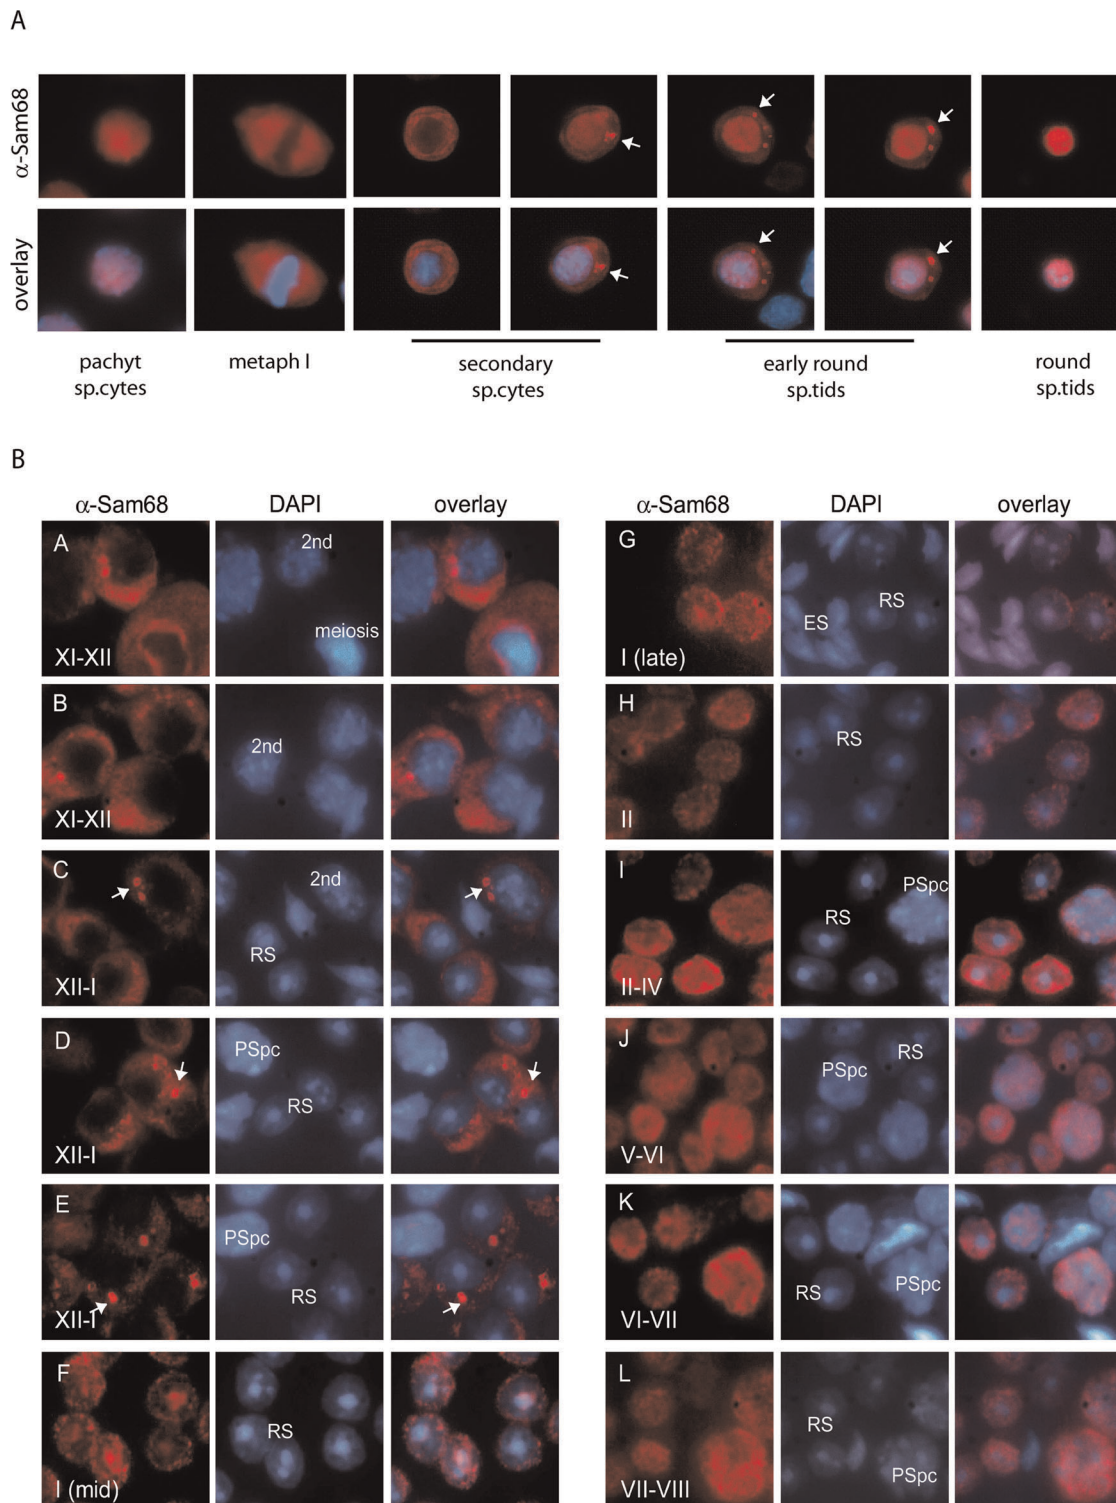 A
α-Sam68
overlay
pachyt
sp.cytes
metaph I
secondary
sp.cytes
early round
sp.tids
round
sp.tids
B
α-Sam68 DAPI overlay
A
2nd
meiosis
XI-XII
B
2nd
XI-XII
C
2nd
RS
XII-I
D
PSpc
RS
XII-I
E
PSpc
RS
XII-I
F
RS
I (mid)
α-Sam68 DAPI overlay
G
RS
ES
I (late)
H
RS
II
I
PSpc
RS
II-IV
J
RS
PSpc
V-VI
K
RS
PSpc
VI-VII
L
RS
PSpc
VII-VIII